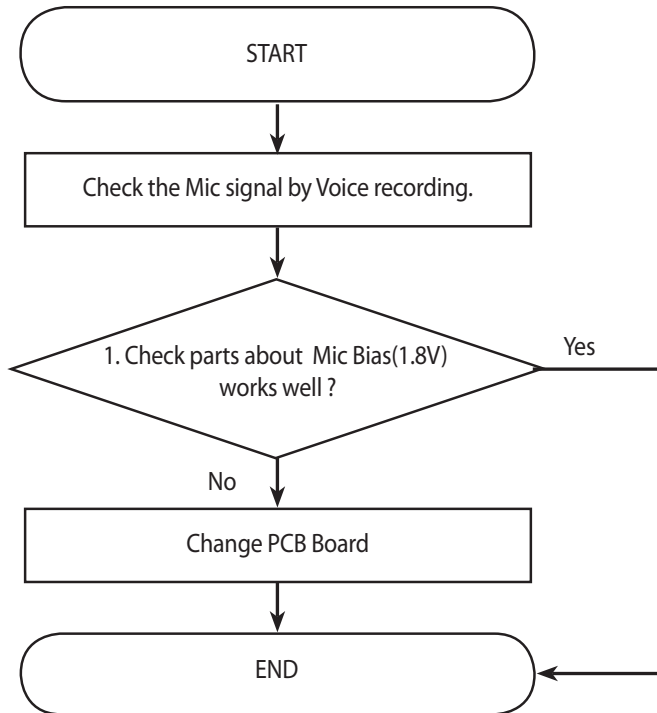 START
Check the Mic signal by Voice recording.
1. Check parts about Mic Bias(1.8V)
works well ?
Yes
No
Change PCB Board
END